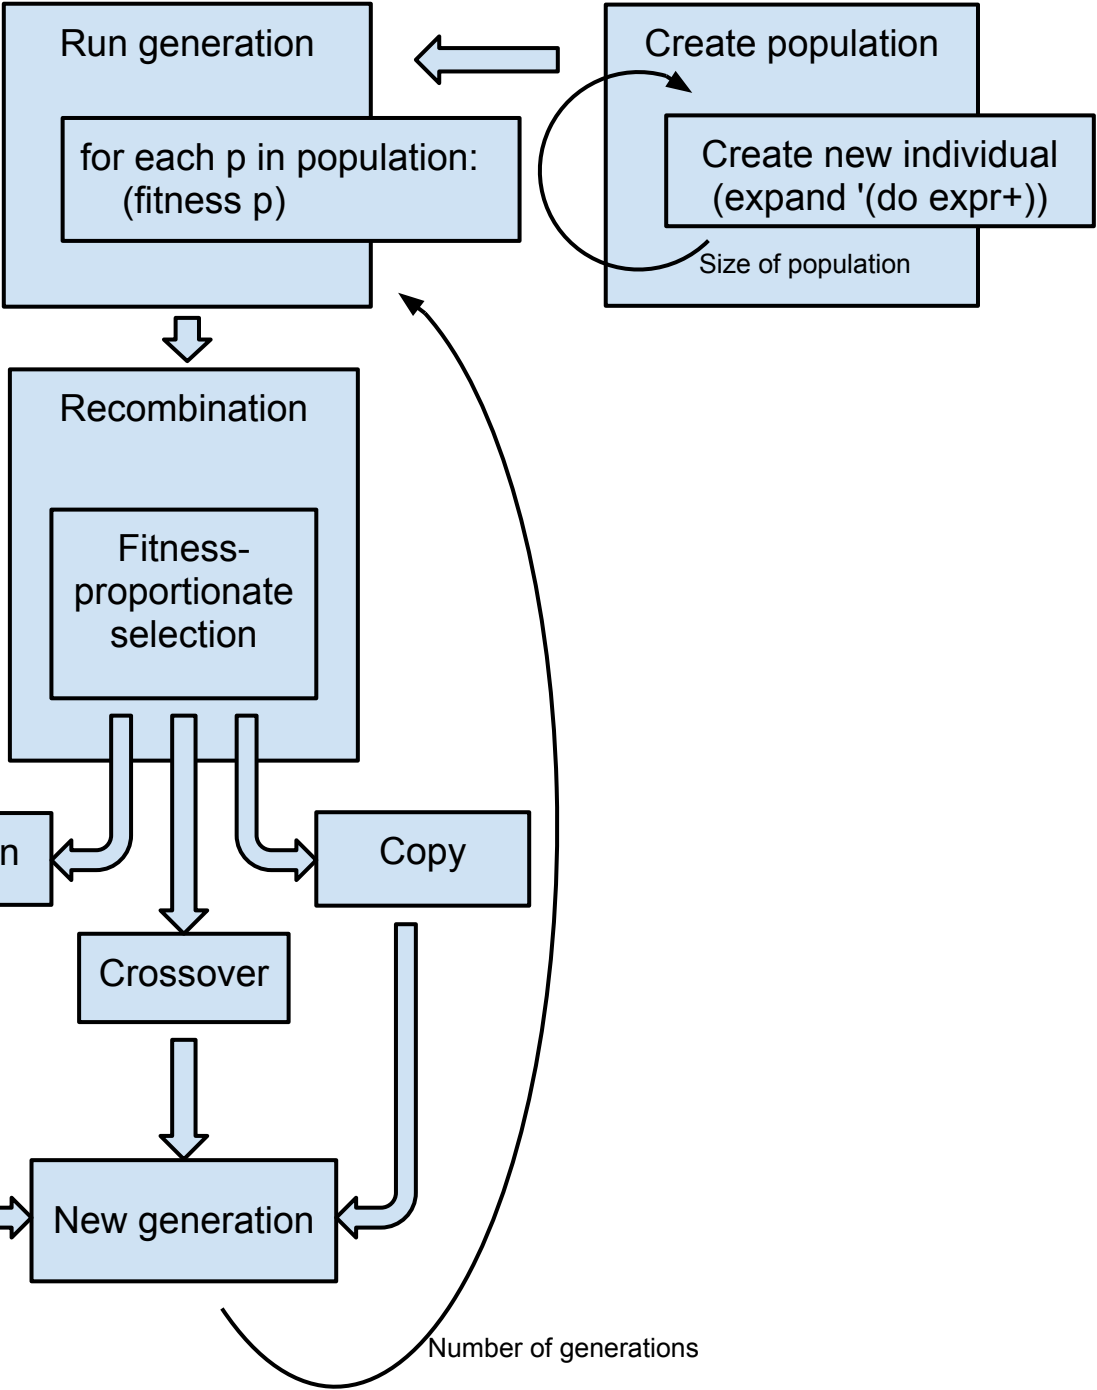 Run generation
for each p in population:
(fitness p)
Create population
Create new individual
(expand '(do expr+))
Size of population
Recombination
Fitness-
proportionate
selection
n
Copy
Crossover
New generation
Number of generations